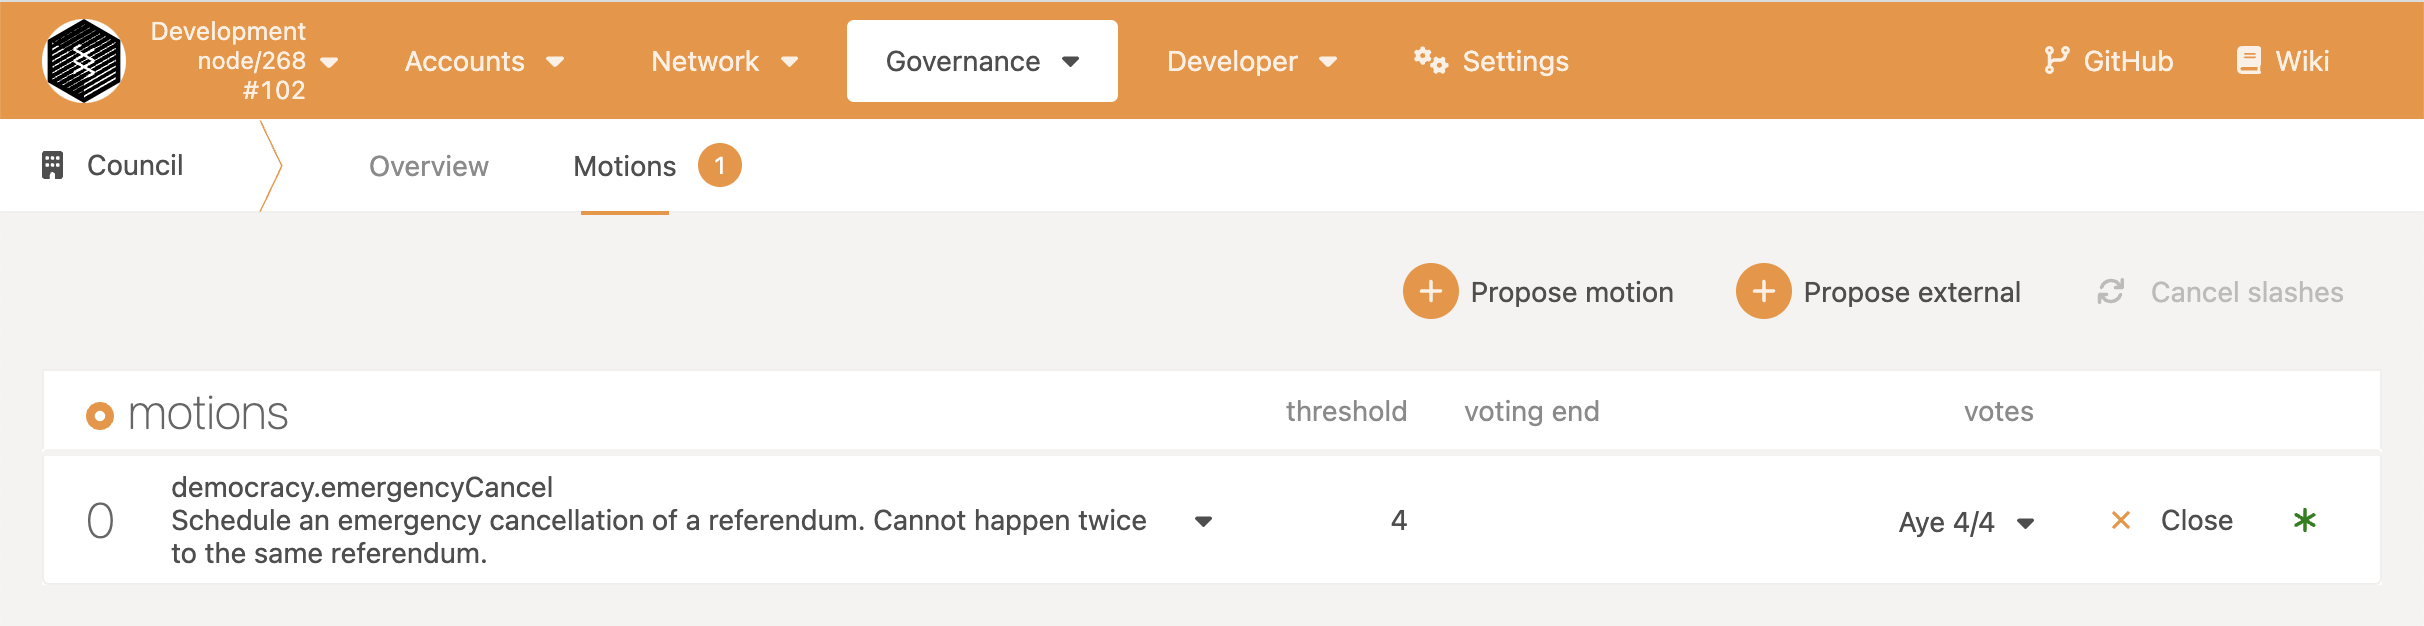 Development
node/268
#102
Accounts
Network
Governance
Developer
Settings
GitHub
Wiki
Council
Overview
Motions
1
Propose motion
Propose external
Cancel slashes
motions
threshold
voting end
votes
0
democracy.emergencyCancel
Schedule an emergency cancellation of a referendum. Cannot happen twice
to the same referendum.
4
Aye 4/4
Close